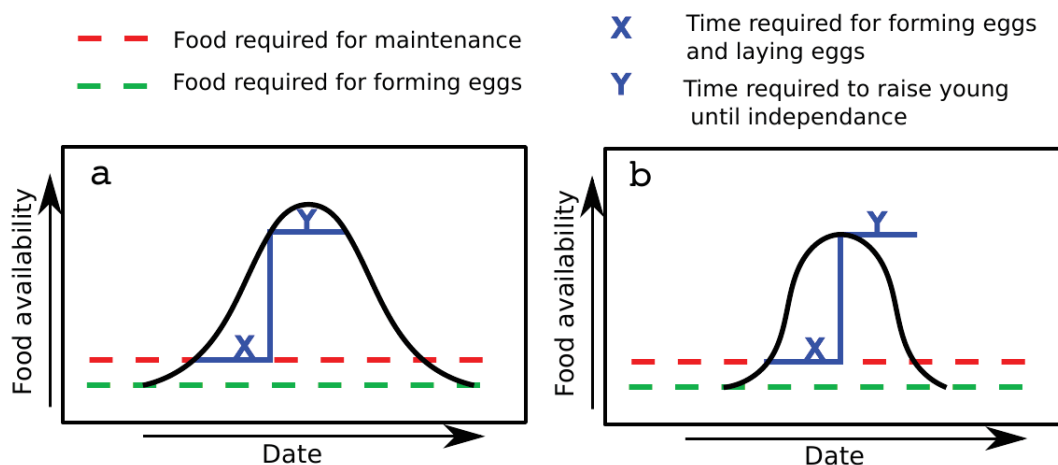 Food required for maintenance
Food required for forming eggs
X Time required for forming eggs
and laying eggs
Y Time required to raise young
until independance
a
Food availability
Y
X
Date
b
Food availability
Y
X
Date